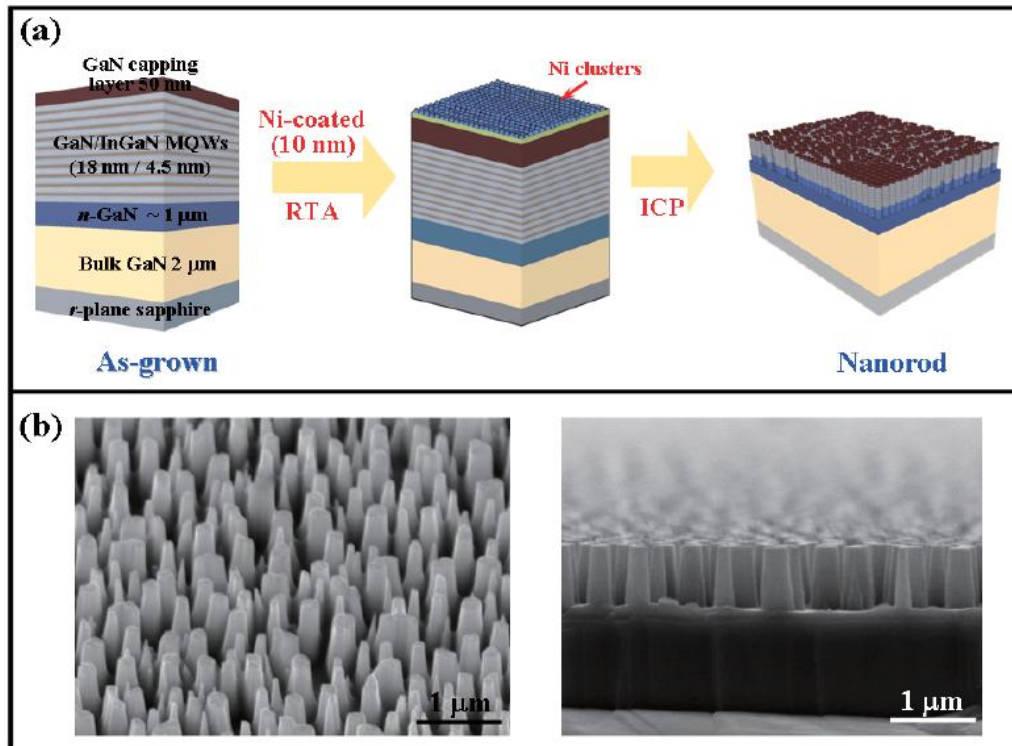 (a)
GaN capping
layer 50 nm
GaN/InGaN MQWs
(18 nm / 4.5 nm)
n-GaN ~ 1 μm
Bulk GaN 2 μm
r-plane sapphire
As-grown
Ni-coated
(10 nm)
RTA
Ni clusters
ICP
Nanorod
(b)
1 μm
1 μm